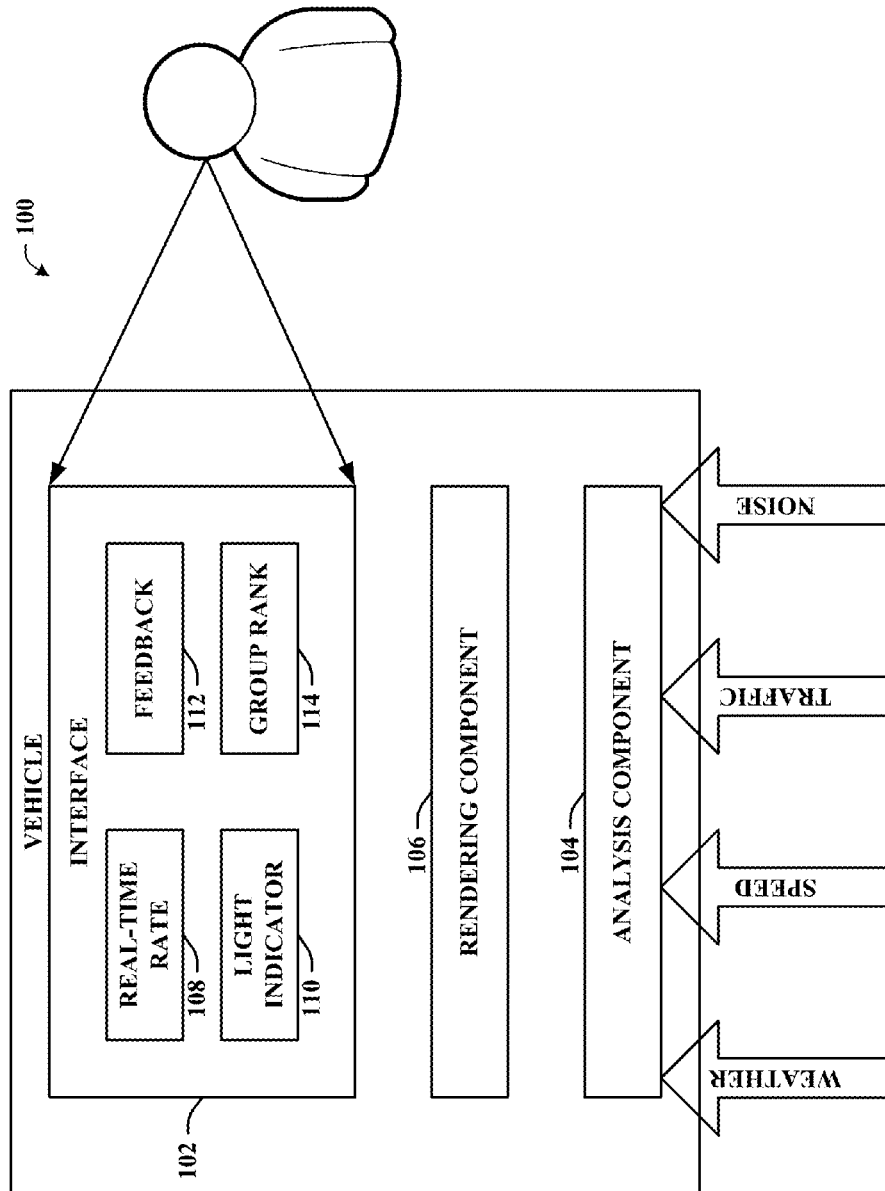 100
VEHICLE
INTERFACE
REAL-TIME
RATE
108
FEEDBACK
112
LIGHT
INDICATOR
110
GROUP RANK
114
102
106
RENDERING COMPONENT
104
ANALYSIS COMPONENT
WEATHER
SPEED
TRAFFIC
NOISE